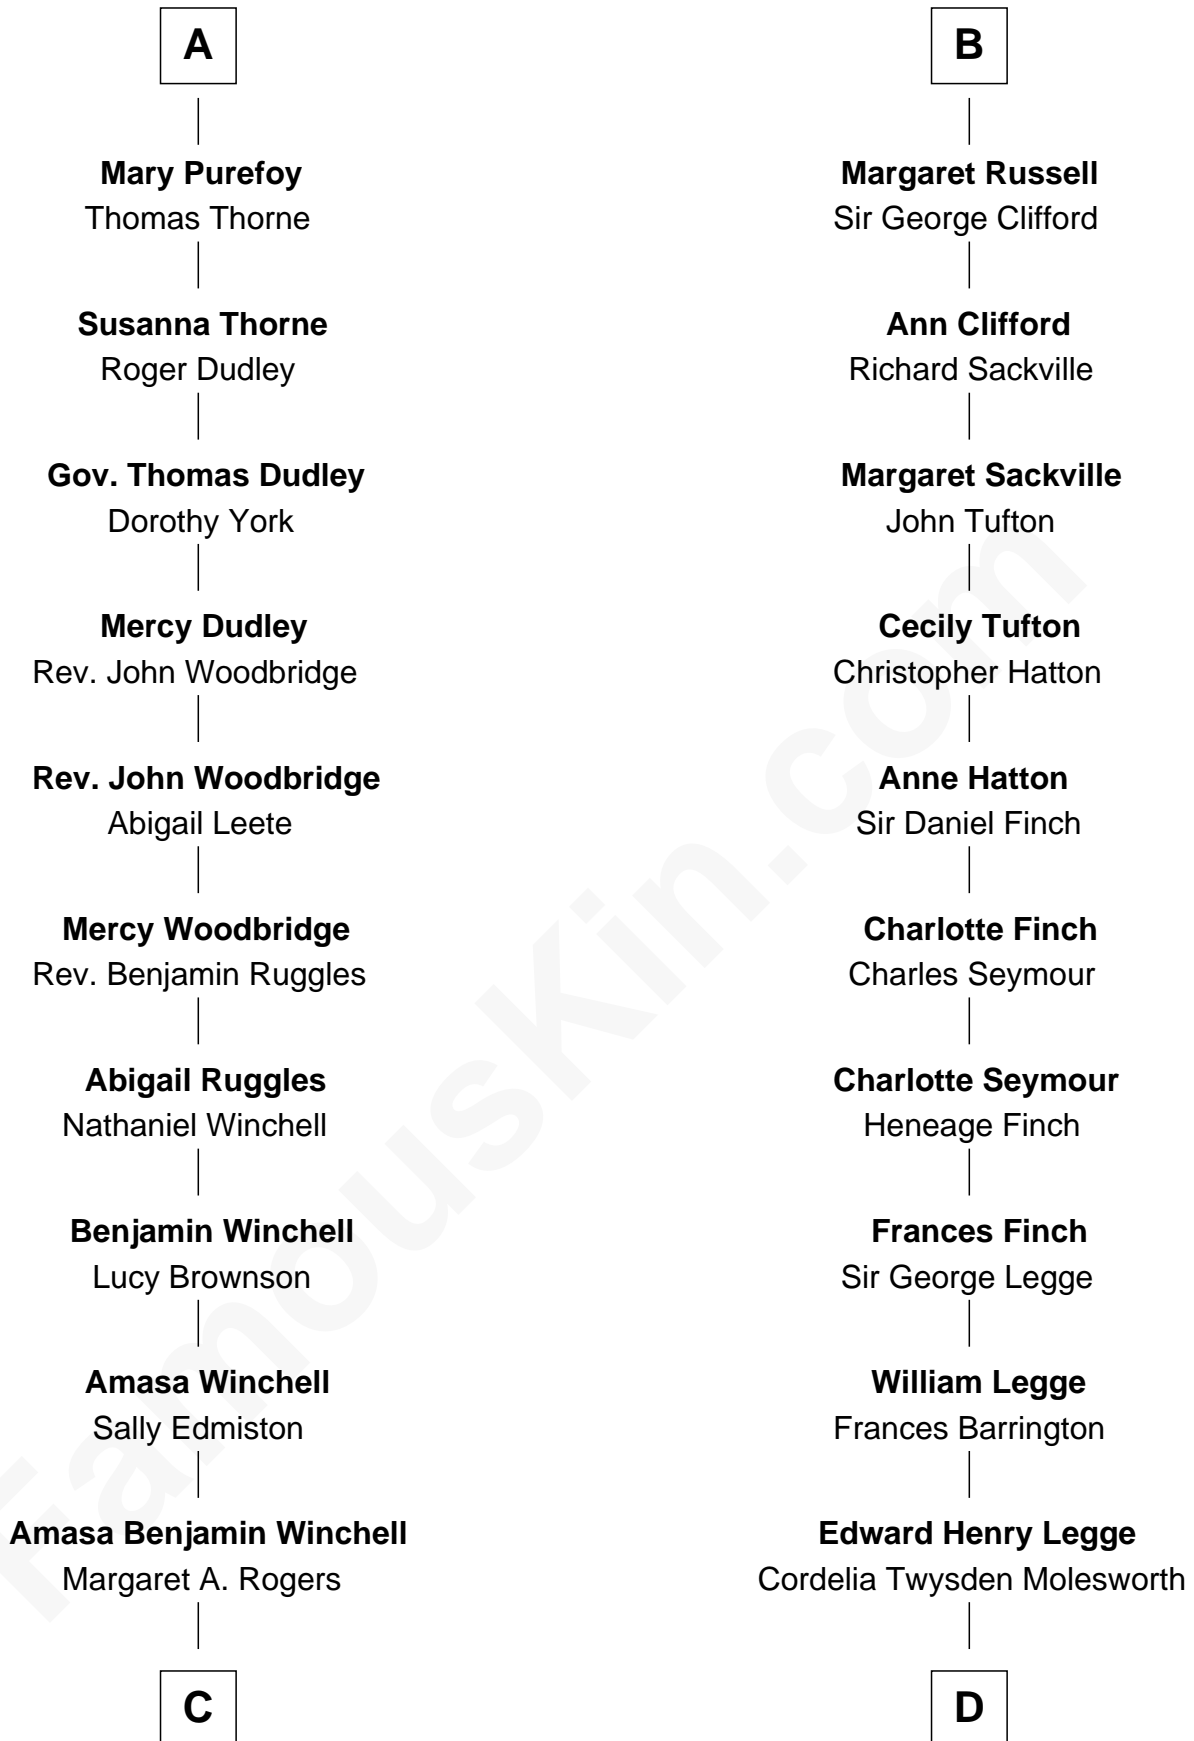 A
Mary Purefoy
Thomas Thorne
Susanna Thorne
Roger Dudley
Gov. Thomas Dudley
Dorothy York
Mercy Dudley
Rev. John Woodbridge
Rev. John Woodbridge
Abigail Leete
Mercy Woodbridge
Rev. Benjamin Ruggles
Abigail Ruggles
Nathaniel Winchell
Benjamin Winchell
Lucy Brownson
Amasa Winchell
Sally Edmiston
Amasa Benjamin Winchell
Margaret A. Rogers
C
B
Margaret Russell
Sir George Clifford
Ann Clifford
Richard Sackville
Margaret Sackville
John Tufton
Cecily Tufton
Christopher Hatton
Anne Hatton
Sir Daniel Finch
Charlotte Finch
Charles Seymour
Charlotte Seymour
Heneage Finch
Frances Finch
Sir George Legge
William Legge
Frances Barrington
Edward Henry Legge
Cordelia Twysden Molesworth
D
FamousKin.com